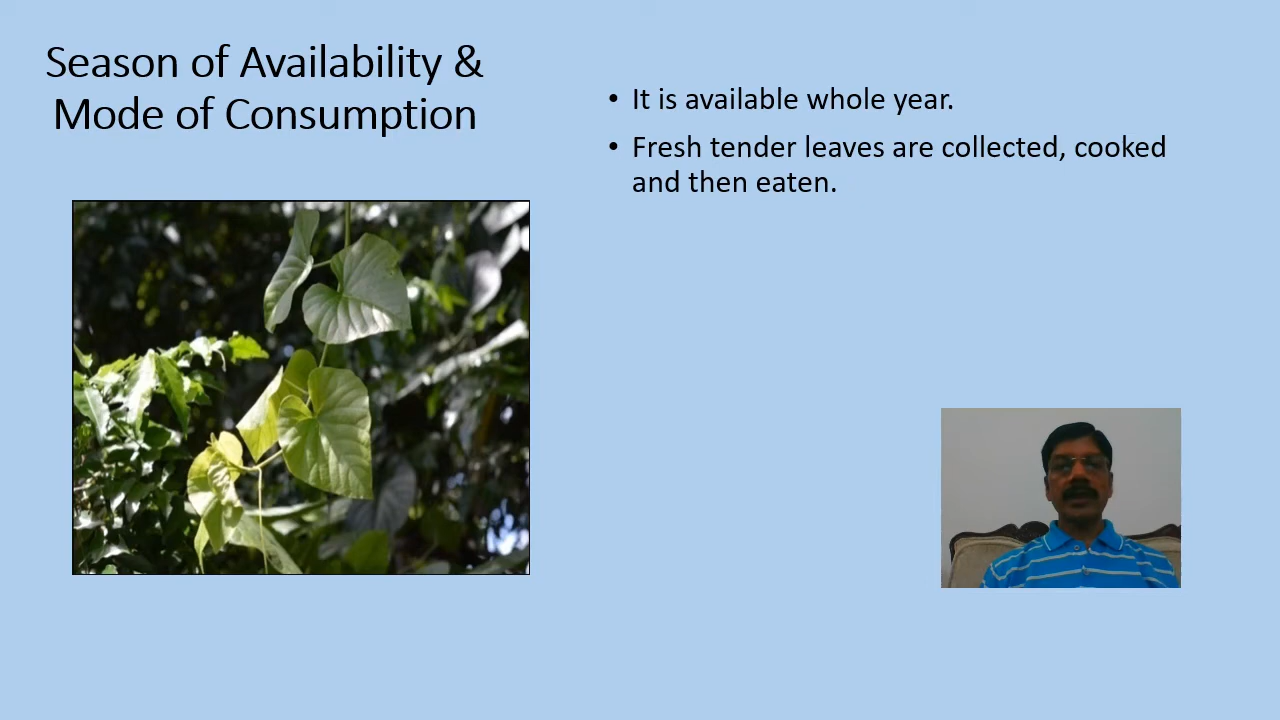 Season of Availability &
Mode of Consumption
• It is available whole year.
• Fresh tender leaves are collected, cooked
and then eaten.